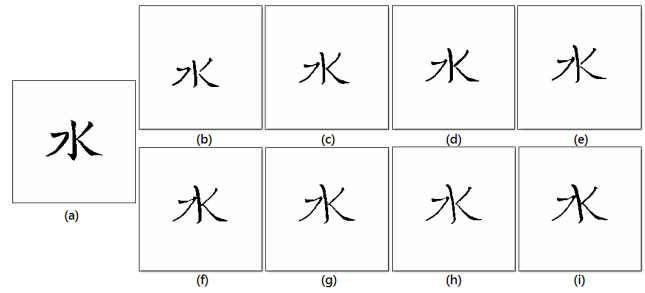 水 水 水 水 水
(b) (c) (d) (e)
(a)
水 水 水 水
(f) (g) (h) (i)